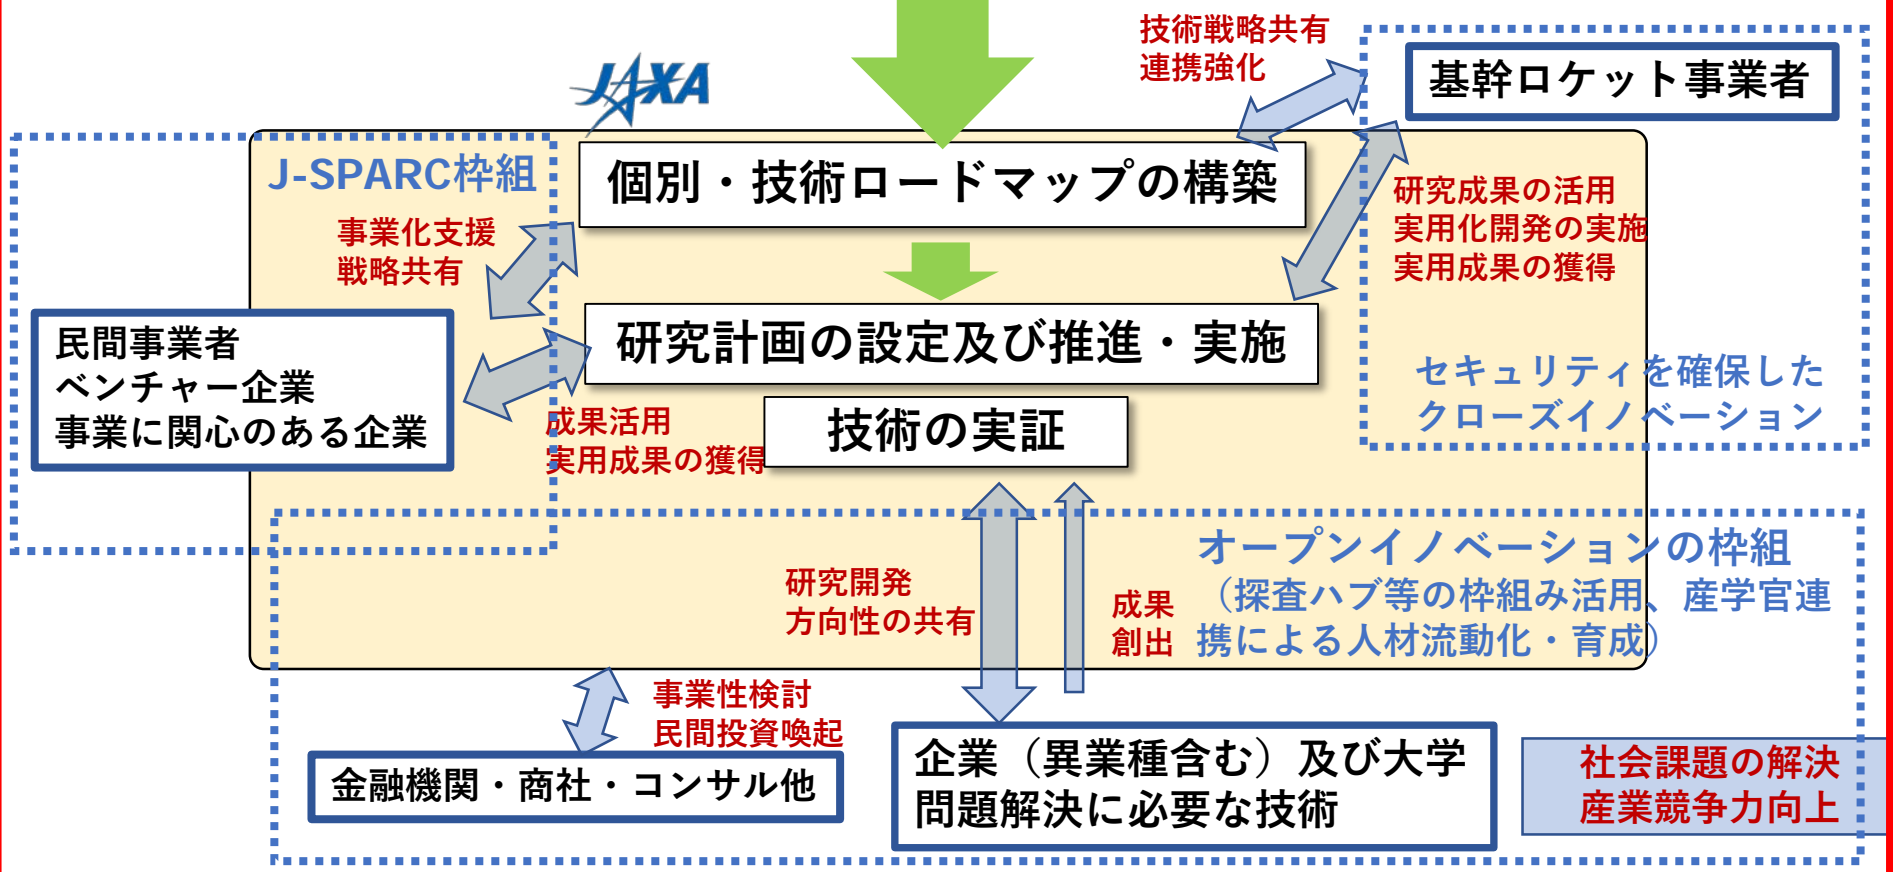 技術戦略共有
連携強化
基幹ロケット事業者
JAXA
J-SPARC枠組
個別・技術ロードマップの構築
研究成果の活用
実用化開発の実施
実用成果の獲得
事業化支援
戦略共有
民間事業者
ベンチャー企業
事業に関心のある企業
研究計画の設定及び推進・実施
セキュリティを確保した
クローズイノベーション
成果活用
実用成果の獲得
技術の実証
オープンイノベーションの枠組
（探査ハブ等の枠組み活用、産学官連
携による人材流動化・育成）
研究開発
方向性の共有
成果
創出
事業性検討
民間投資喚起
金融機関・商社・コンサル他
企業（異業種含む）及び大学
問題解決に必要な技術
社会課題の解決
産業競争力向上